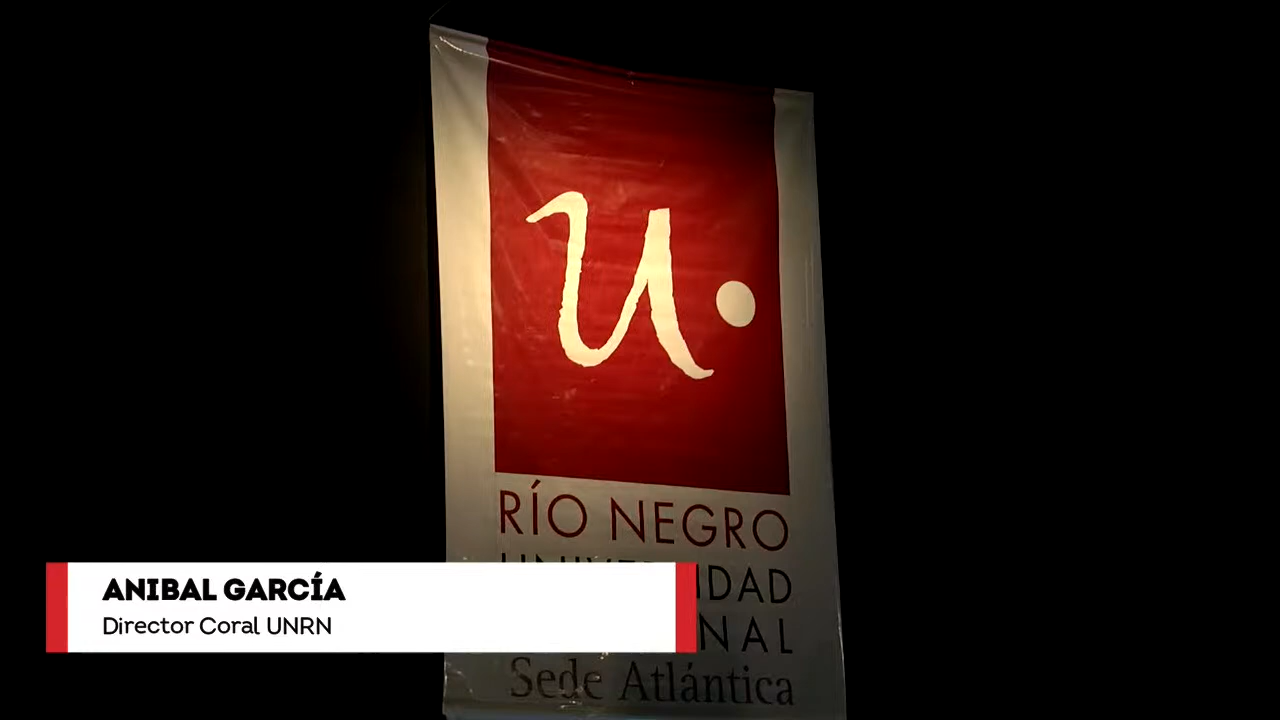 u.
RÍO NEGRO
IDAD
NAL
Sede Atlántica
ANIBAL GARCÍA
Director Coral UNRN